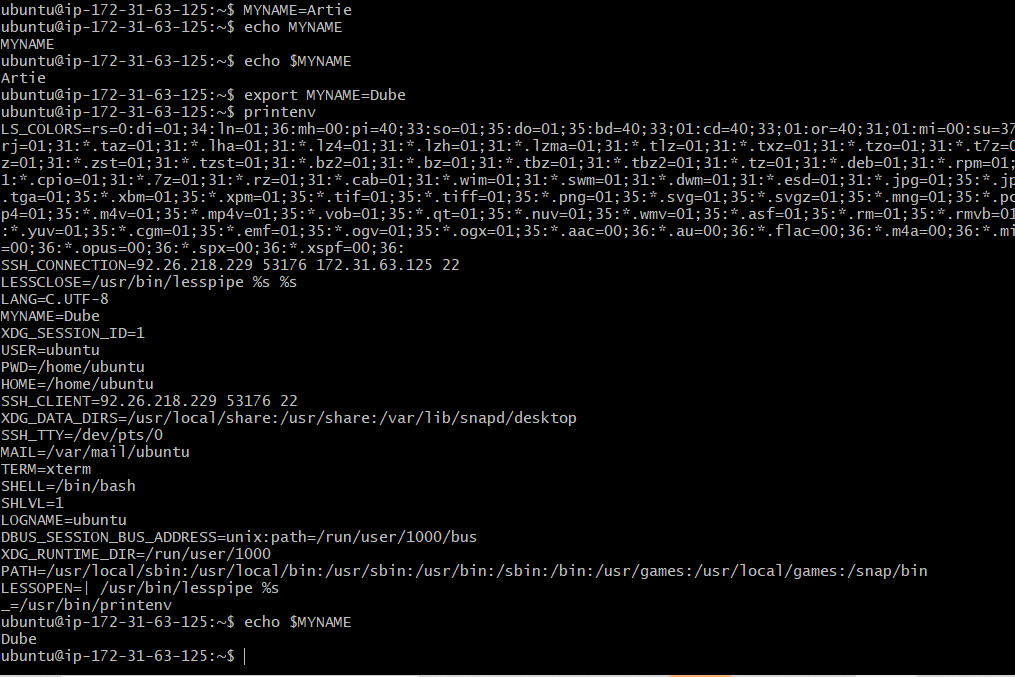 ubuntu@ip-172-31-63-125:~$ MYNAME=Artie
ubuntu@ip-172-31-63-125:~$ echo MYNAME
MYNAME
ubuntu@ip-172-31-63-125:~$ echo $MYNAME
Artie
ubuntu@ip-172-31-63-125:~$ export MYNAME=Dube
ubuntu@ip-172-31-63-125:~$ printenv
LS_COLORS=rs=0:di=01;34:ln=01;36:mh=00:pi=40;33:so=01;35:do=01;35:bd=40;33;01:cd=40;33;01:or=40;31;01:mi=00:su=37
rj=01;31:*.taz=01;31:*.lha=01;31:*.lz4=01;31:*.lzh=01;31:*.lzma=01;31:*.tlz=01;31:*.txz=01;31:*.tzo=01;31:*.t7z=0
z=01;31:*.zst=01;31:*.tzst=01;31:*.bz2=01;31:*.bz=01;31:*.tbz=01;31:*.tbz2=01;31:*.tz=01;31:*.deb=01;31:*.rpm=01;
1:*.cpio=01;31:*.7z=01;31:*.rz=01;31:*.cab=01;31:*.wim=01;31:*.swm=01;31:*.dwm=01;31:*.esd=01;31:*.jpg=01;35:*.jp
.tga=01;35:*.xbm=01;35:*.xpm=01;35:*.tif=01;35:*.tiff=01;35:*.png=01;35:*.svg=01;35:*.svgz=01;35:*.mng=01;35:*.pc
p4=01;35:*.m4v=01;35:*.mp4v=01;35:*.vob=01;35:*.qt=01;35:*.nuv=01;35:*.wmv=01;35:*.asf=01;35:*.rm=01;35:*.rmvb=01
:*.yuv=01;35:*.cgm=01;35:*.emf=01;35:*.ogv=01;35:*.ogx=01;35:*.aac=00;36:*.au=00;36:*.flac=00;36:*.m4a=00;36:*.mi
=00;36:*.opus=00;36:*.spx=00;36:*.xspf=00;36:
SSH_CONNECTION=92.26.218.229 53176 172.31.63.125 22
LESSCLOSE=/usr/bin/lesspipe %s %s
LANG=C.UTF-8
MYNAME=Dube
XDG_SESSION_ID=1
USER=ubuntu
PWD=/home/ubuntu
HOME=/home/ubuntu
SSH_CLIENT=92.26.218.229 53176 22
XDG_DATA_DIRS=/usr/local/share:/usr/share:/var/lib/snapd/desktop
SSH_TTY=/dev/pts/0
MAIL=/var/mail/ubuntu
TERM=xterm
SHELL=/bin/bash
SHLVL=1
LOGNAME=ubuntu
DBUS_SESSION_BUS_ADDRESS=unix:path=/run/user/1000/bus
XDG_RUNTIME_DIR=/run/user/1000
PATH=/usr/local/sbin:/usr/local/bin:/usr/sbin:/usr/bin:/sbin:/bin:/usr/games:/usr/local/games:/snap/bin
LESSOPEN=| /usr/bin/lesspipe %s
_=/usr/bin/printenv
ubuntu@ip-172-31-63-125:~$ echo $MYNAME
Dube
ubuntu@ip-172-31-63-125:~$